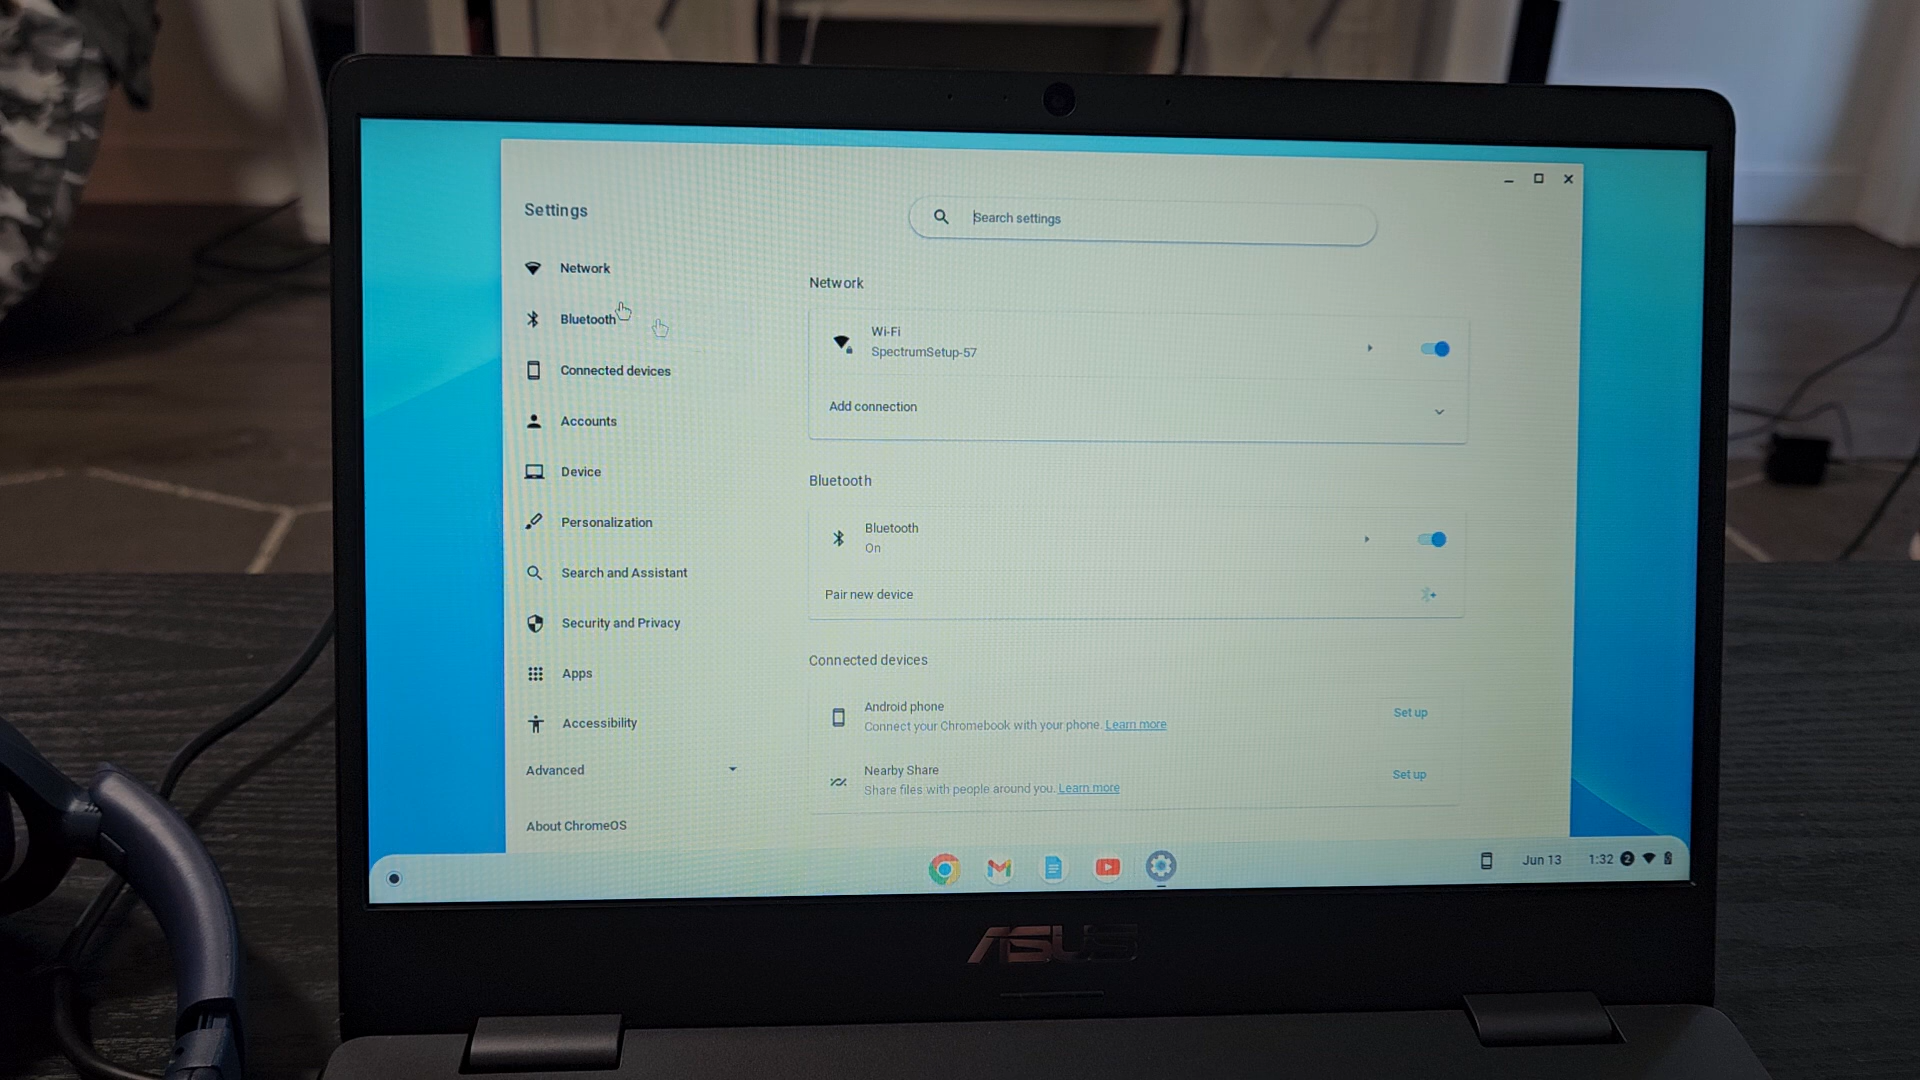 Settings
Search settings
Network
Bluetooth
Connected devices
Accounts
Device
Personalization
Search and Assistant
Security and Privacy
Apps
Accessibility
Advanced
About ChromeOS
Network
Wi-Fi
SpectrumSetup-57
Add connection
Bluetooth
Bluetooth
On
Pair new device
Connected devices
Android phone
Connect your Chromebook with your phone. Learn more
Set up
Nearby Share
Share files with people around you. Learn more
Set up
Jun 13
1:32
2
ASUS